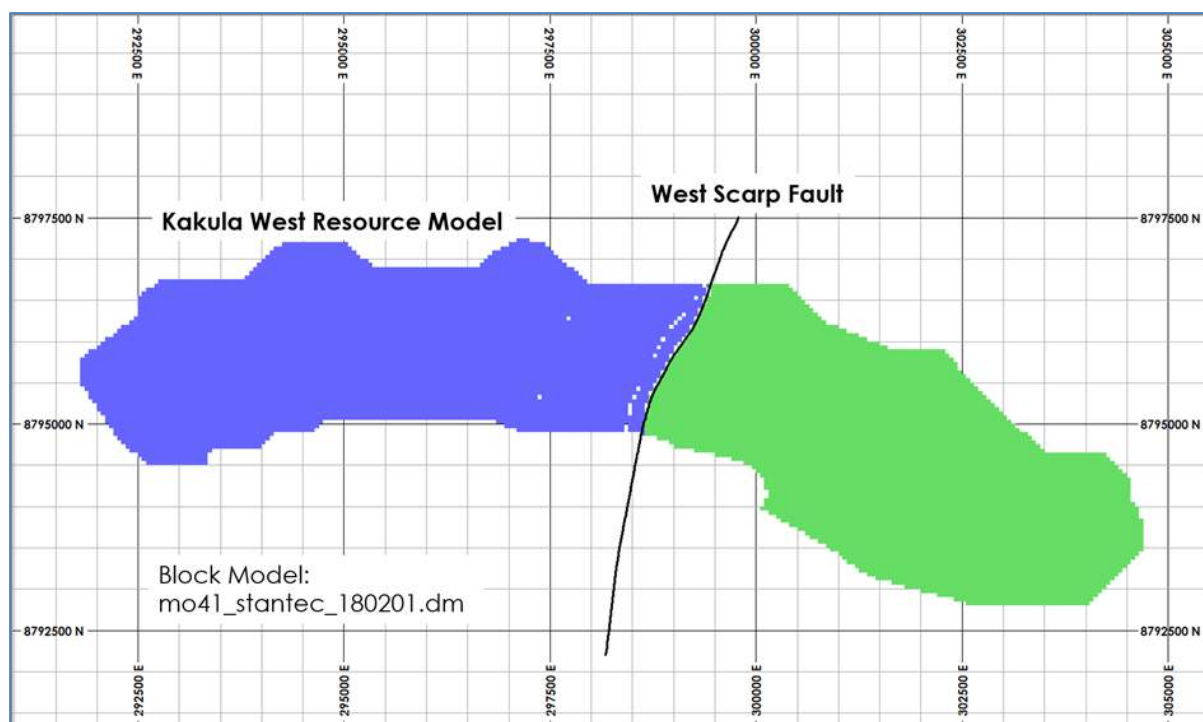 292500 E
295000 E
297500 E
300000 E
302500 E
305000 E
West Scarp Fault
8797500 N
Kakula West Resource Model
8797500 N
8795000 N
8795000 N
Block Model:
mo41_stantec_180201.dm
8792500 N
8792500 N
292500 E
295000 E
297500 E
300000 E
302500 E
305000 E